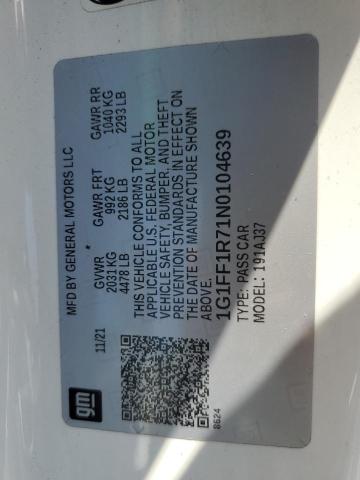 gm
MFD BY GENERAL MOTORS LLC
11/21
GVWR
2031 KG
4478 LB
GAWR FRT
992 KG
2186 LB
GAWR RR
1040 KG
2293 LB
THIS VEHICLE CONFORMS TO ALL
APPLICABLE U.S. FEDERAL MOTOR
VEHICLE SAFETY, BUMPER, AND THEFT
PREVENTION STANDARDS IN EFFECT ON
THE DATE OF MANUFACTURE SHOWN
ABOVE.
1G1FF1R71N0104639
TYPE: PASS CAR
MODEL: 191AJ37
8624